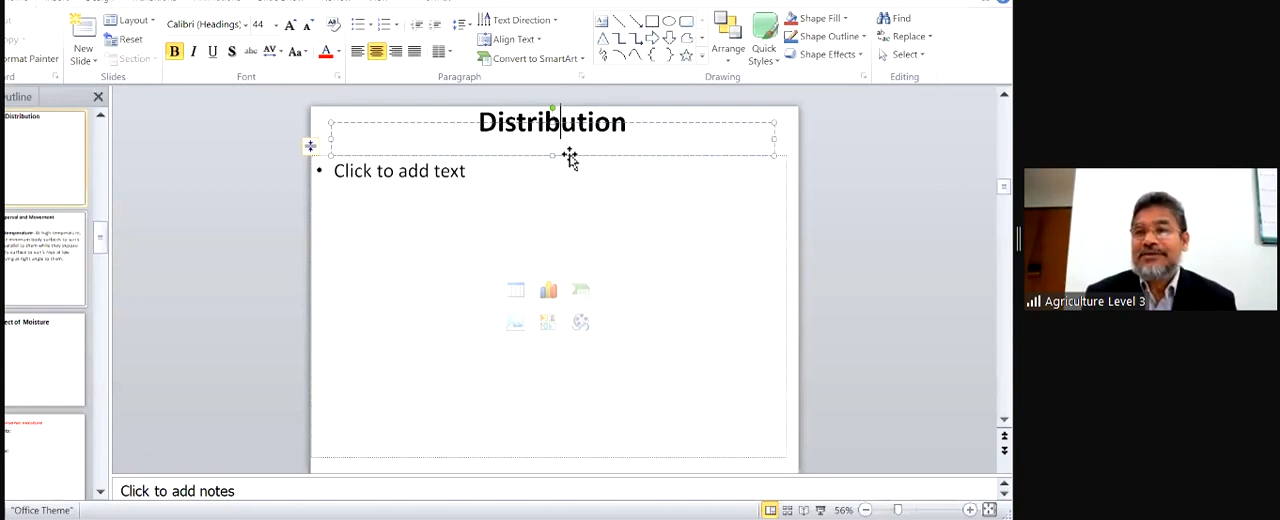 Layout
Reset
Section
New
Slide
Slides
Format Painter
Calibri (Headings)
44
B I U S abc AV Aa A
Font
Text Direction
Align Text
Convert to SmartArt
Paragraph
Arrange
Quick
Styles
Shape Fill
Shape Outline
Shape Effects
Drawing
Find
Replace
Select
Editing
utline
Distribution
Distribution
• Click to add text
ect of Moisture
Click to add notes
"Office Theme"
56%
Agriculture Level 3